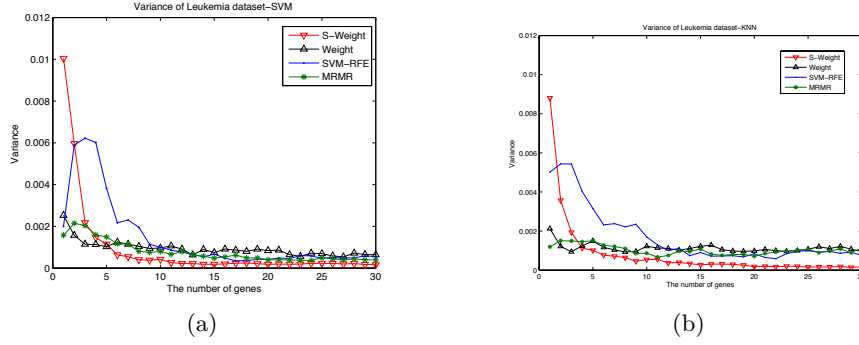 Variance of Leukemia dataset−SVM
0.012
0.01
0.008
0.006
0.004
0.002
0
Variance
S−Weight
Weight
SVM−RFE
MRMR
0 5 10 15 20 25 30
The number of genes
(a)
Variance of Leukemia dataset−KNN
0.012
0.01
0.008
0.006
0.004
0.002
0
Variance
S−Weight
Weight
SVM−RFE
MRMR
0 5 10 15 20 25 30
The number of genes
(b)